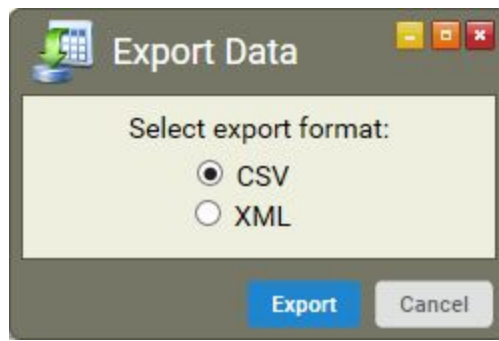 Export Data
Select export format:
CSV
XML
Export
Cancel